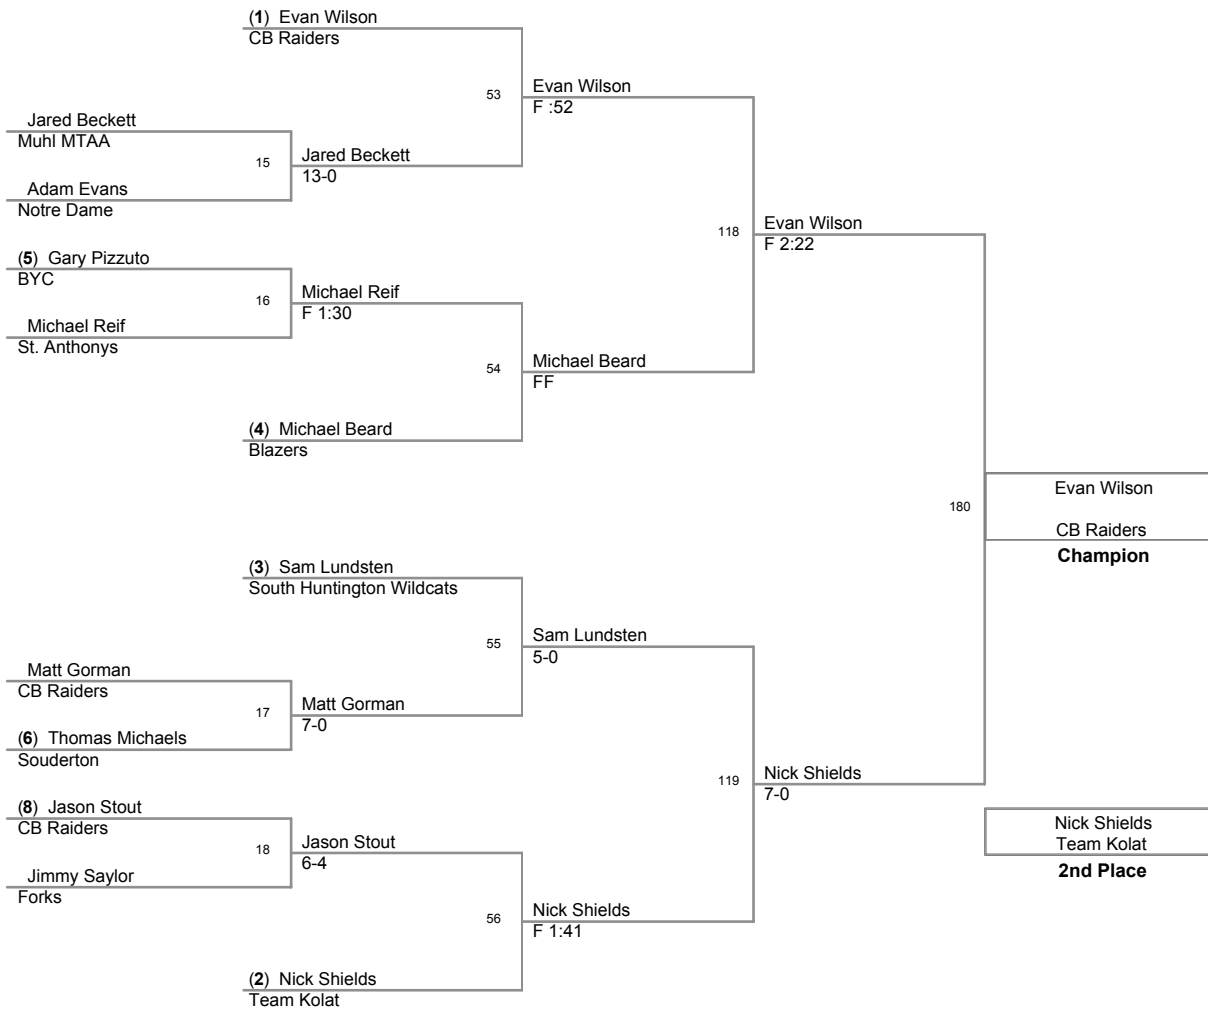 (1) Evan Wilson
CB Raiders
53
Evan Wilson
F :52
Jared Beckett
Muhl MTAA
15
Jared Beckett
13-0
Adam Evans
Notre Dame
118
Evan Wilson
F 2:22
(5) Gary Pizzuto
BYC
16
Michael Reif
F 1:30
Michael Reif
St. Anthonys
54
Michael Beard
FF
(4) Michael Beard
Blazers
180
Evan Wilson
CB Raiders
Champion
(3) Sam Lundsten
South Huntington Wildcats
55
Sam Lundsten
5-0
Matt Gorman
CB Raiders
17
Matt Gorman
7-0
(6) Thomas Michaels
Souderton
119
Nick Shields
7-0
(8) Jason Stout
CB Raiders
18
Jason Stout
6-4
Jimmy Saylor
Forks
Nick Shields
Team Kolat
2nd Place
56
Nick Shields
F 1:41
(2) Nick Shields
Team Kolat